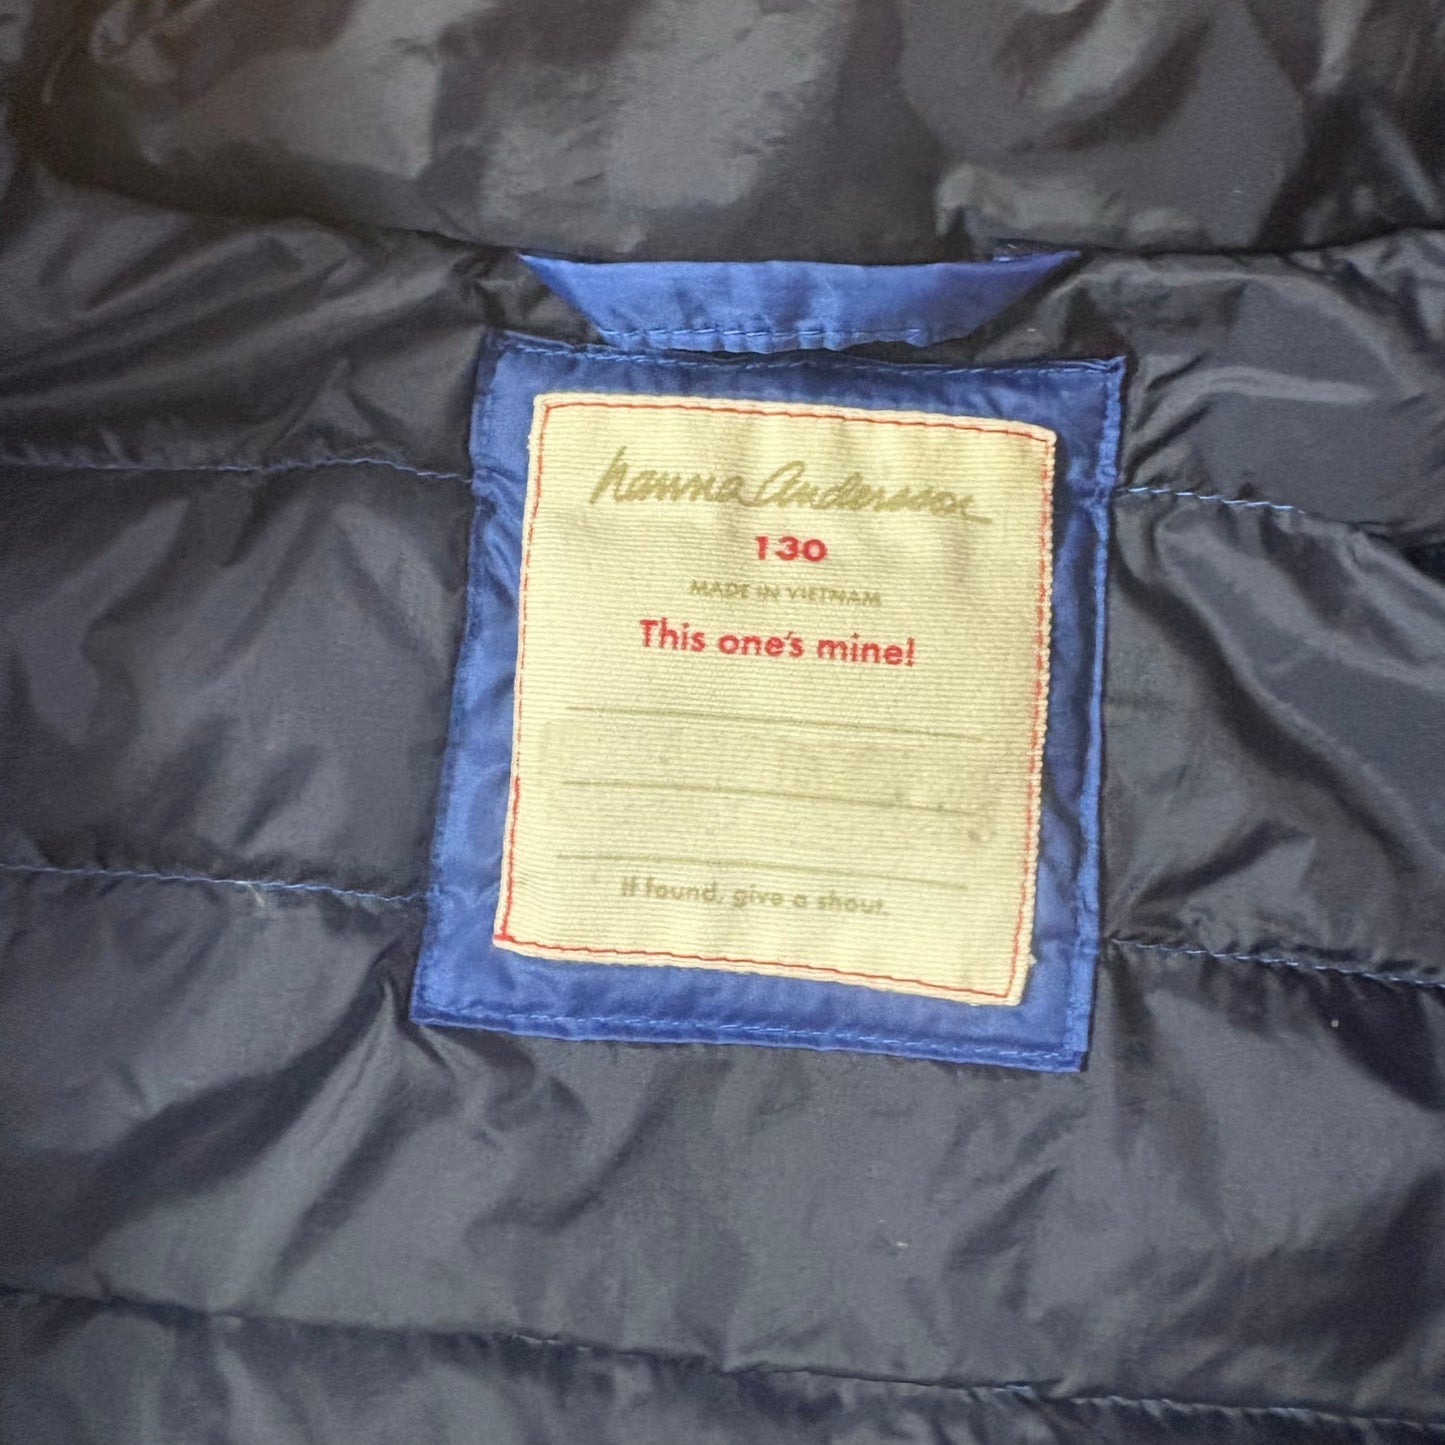 hanna Andersson
130
MADE IN VIETNAM
This one's mine!
If found, give a shout.